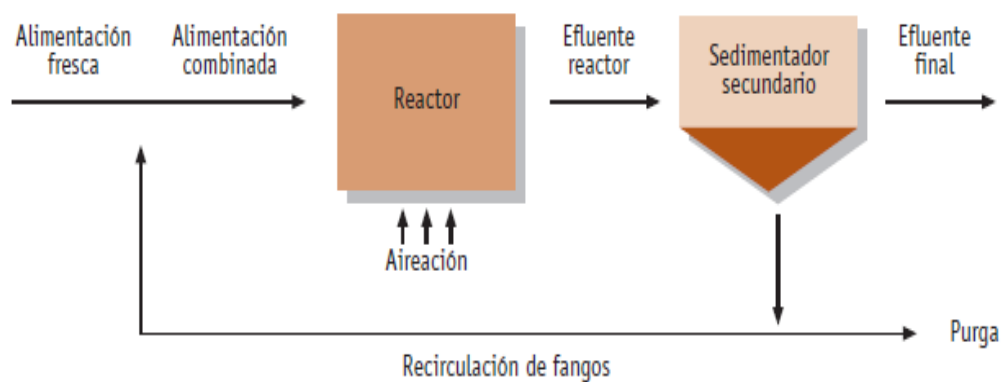 Alimentación
fresca
Alimentación
combinada
Reactor
Efluente
reactor
Sedimentador
secundario
Efluente
final
Aireación
Purga
Recirculación de fangos